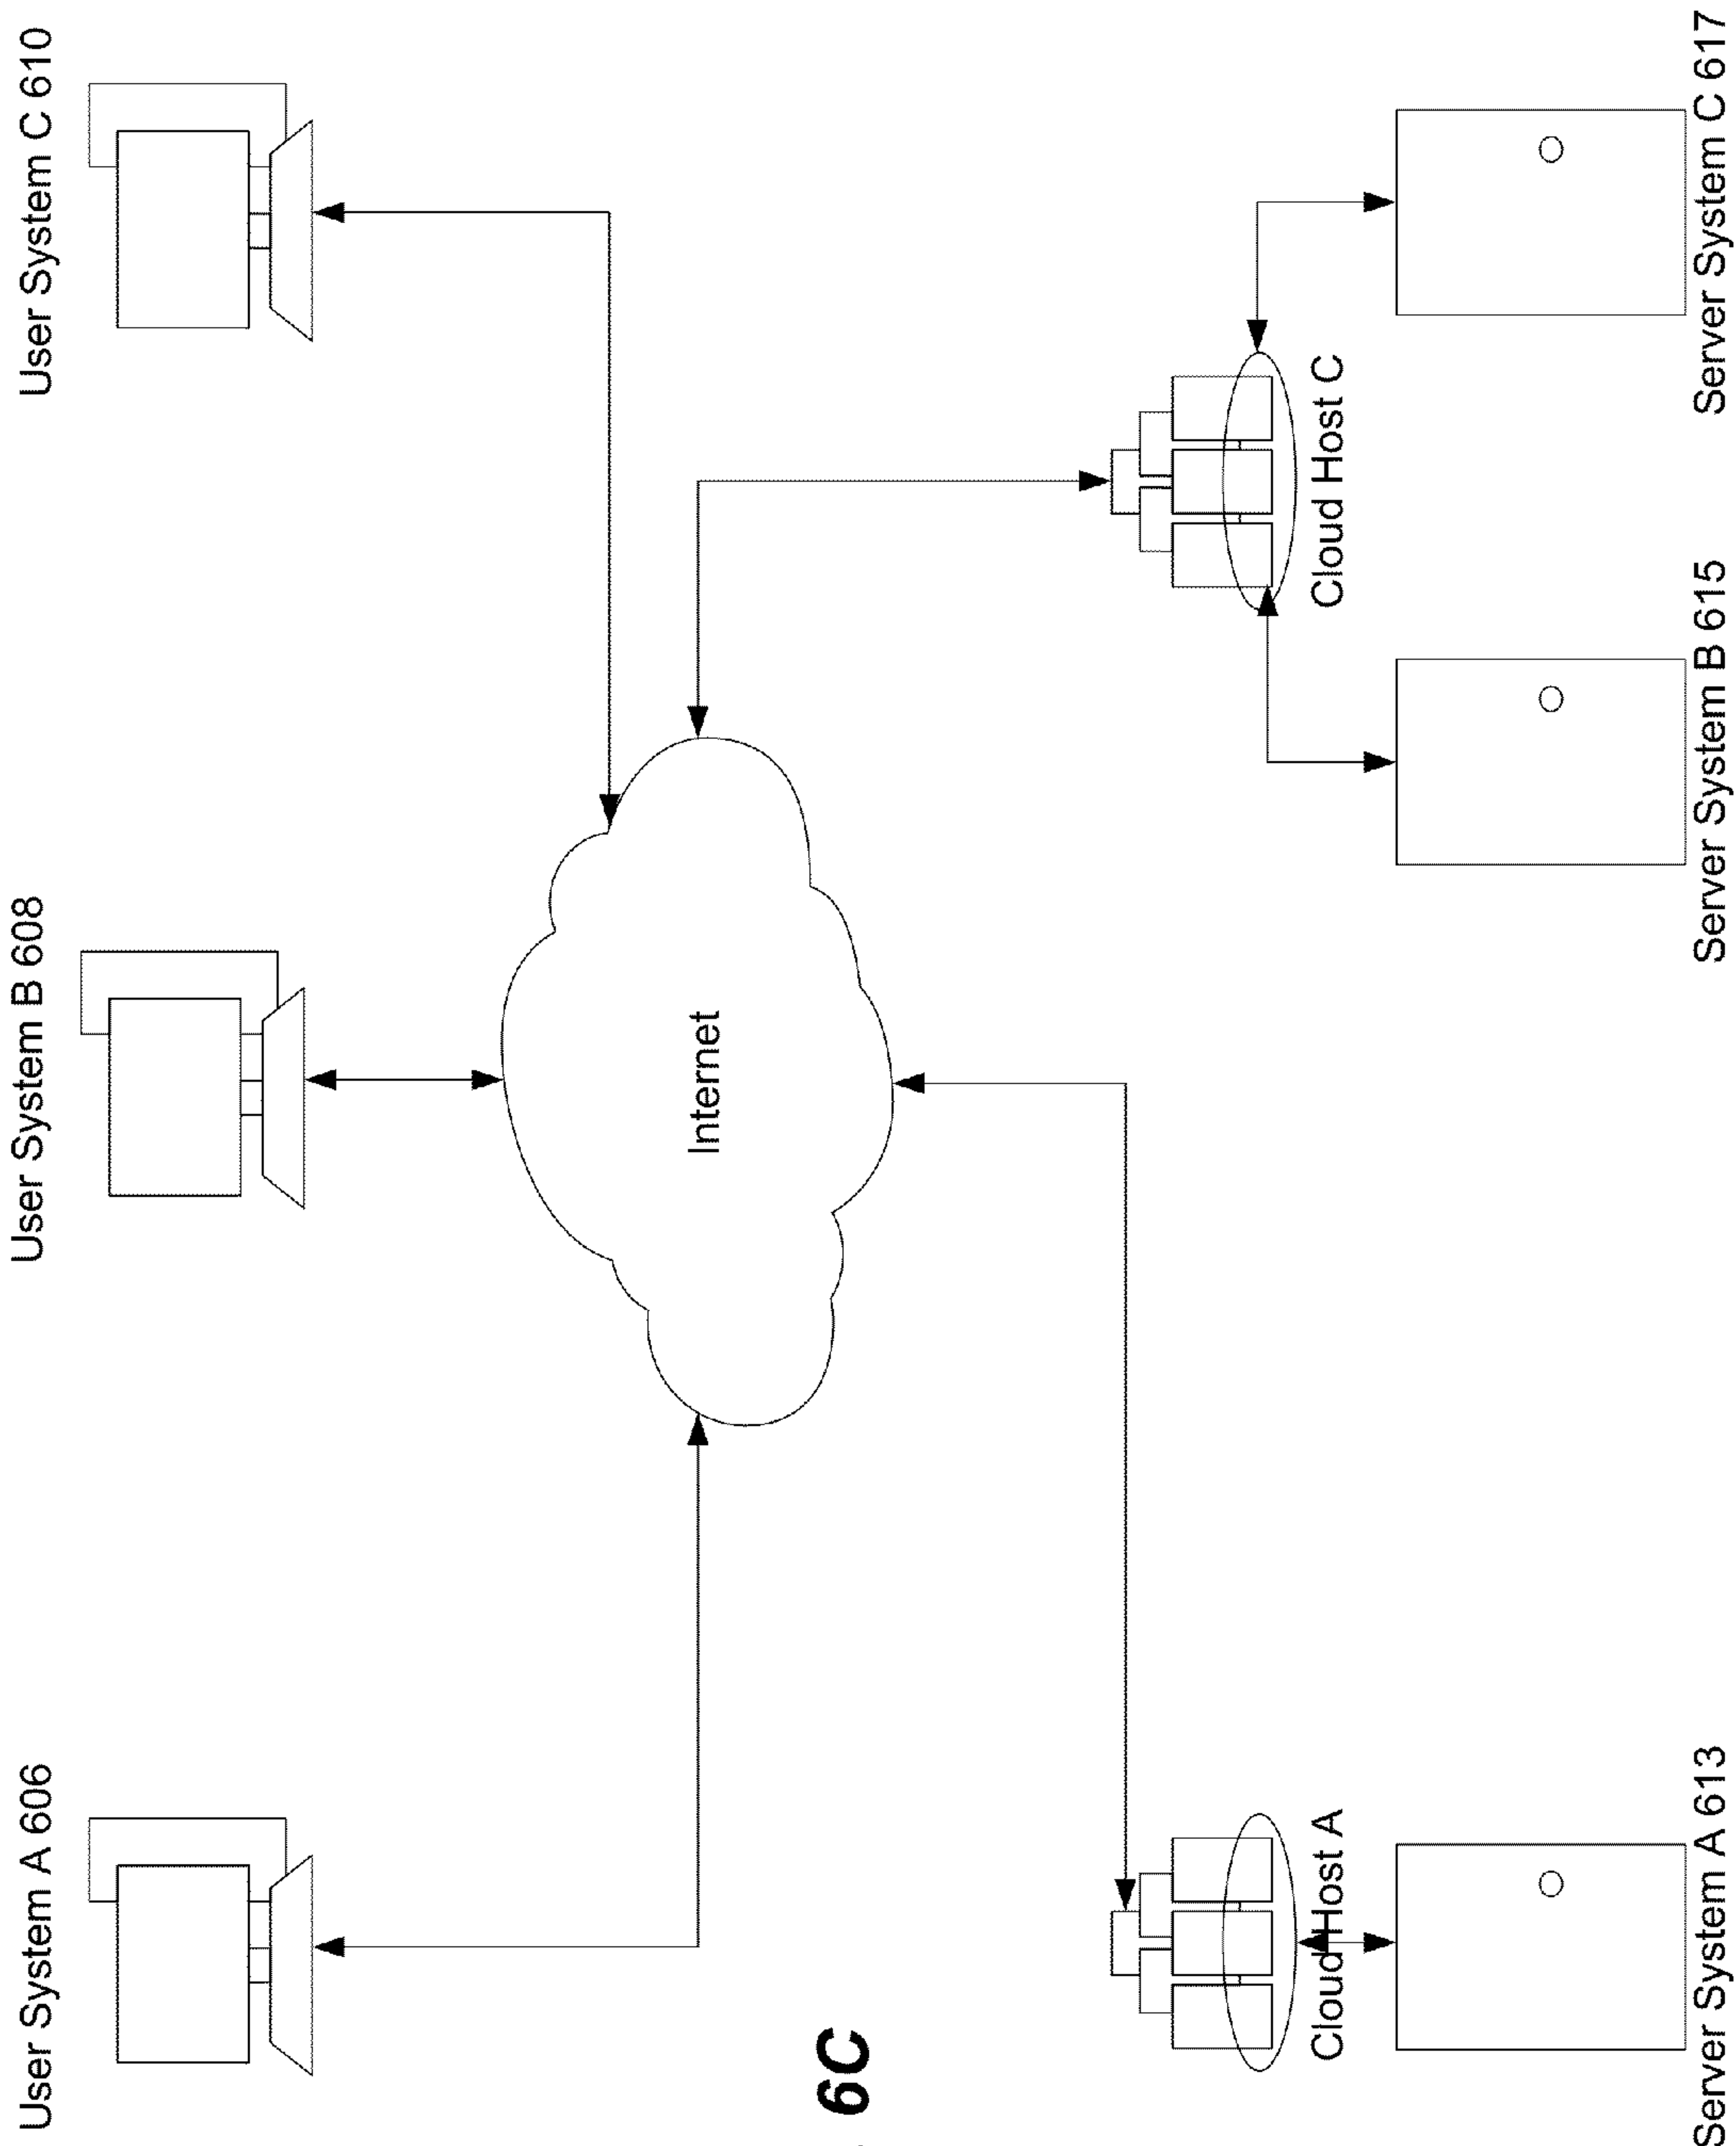 User System A 606
User System B 608
User System C 610
Internet
Cloud Host A
Cloud Host C
Server System A 613
Server System B 615
Server System C 617
6C